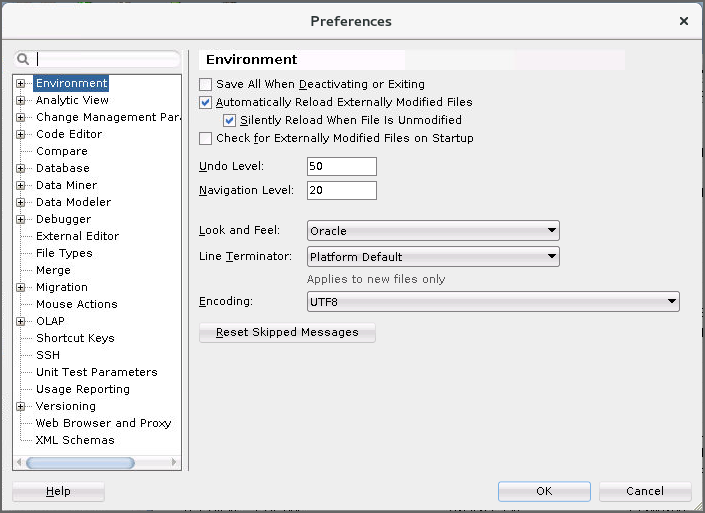 Preferences
Environment
Analytic View
Change Management Par
Code Editor
Compare
Database
Data Miner
Data Modeler
Debugger
External Editor
File Types
Merge
Migration
Mouse Actions
OLAP
Shortcut Keys
SSH
Unit Test Parameters
Usage Reporting
Versioning
Web Browser and Proxy
XML Schemas
Environment
Save All When Deactivating or Exiting
Automatically Reload Externally Modified Files
Silently Reload When File Is Unmodified
Check for Externally Modified Files on Startup
Undo Level: 50
Navigation Level: 20
Look and Feel: Oracle
Line Terminator: Platform Default
Applies to new files only
Encoding: UTF8
Reset Skipped Messages
Help OK Cancel